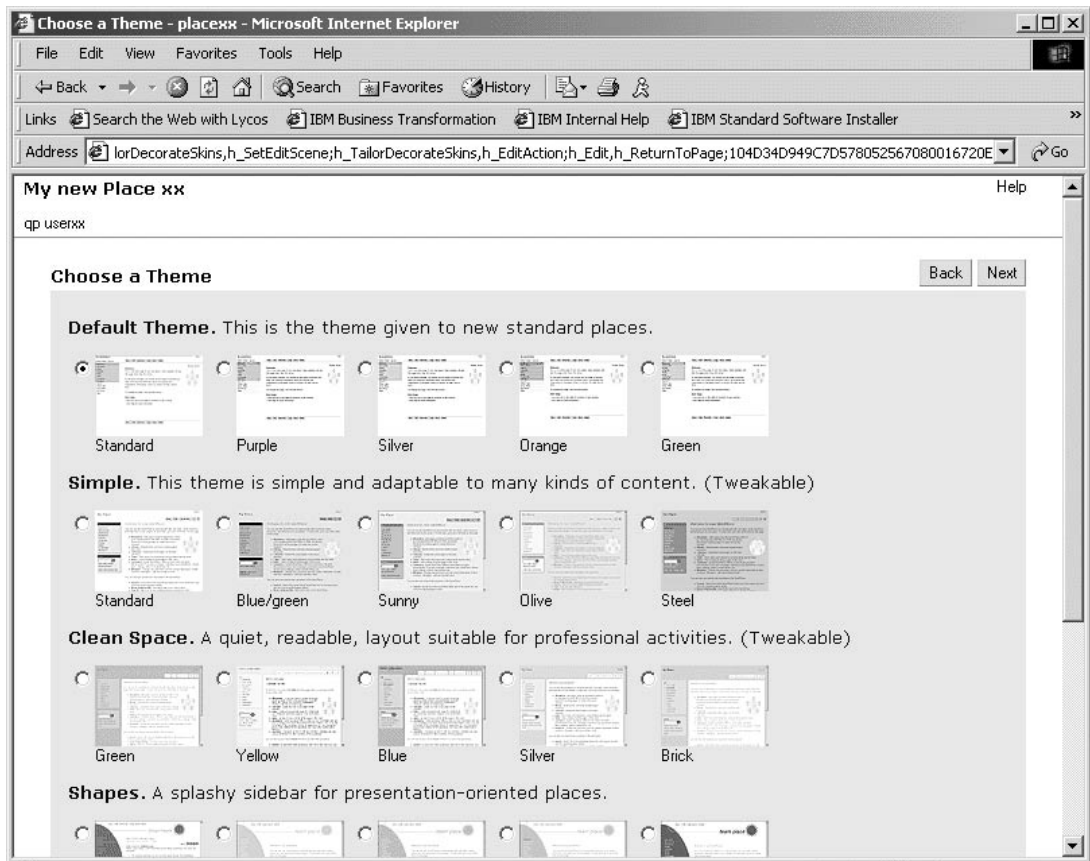 Choose a Theme - placexx - Microsoft Internet Explorer
File Edit View Favorites Tools Help
Back Search Favorites History
Links Search the Web with Lycos IBM Business Transformation IBM Internal Help IBM Standard Software Installer »
Address lorDecorateSkins,h_SetEditScene;h_TailorDecorateSkins,h_EditAction;h_Edit,h_ReturnToPage;104D34D949C7D578052567080016720E Go
My new Place xx Help
qp userxx
Choose a Theme Back Next
Default Theme. This is the theme given to new standard places.
Standard Purple Silver Orange Green
Simple. This theme is simple and adaptable to many kinds of content. (Tweakable)
Standard Blue/green Sunny Olive Steel
Clean Space. A quiet, readable, layout suitable for professional activities. (Tweakable)
Green Yellow Blue Silver Brick
Shapes. A splashy sidebar for presentation-oriented places.